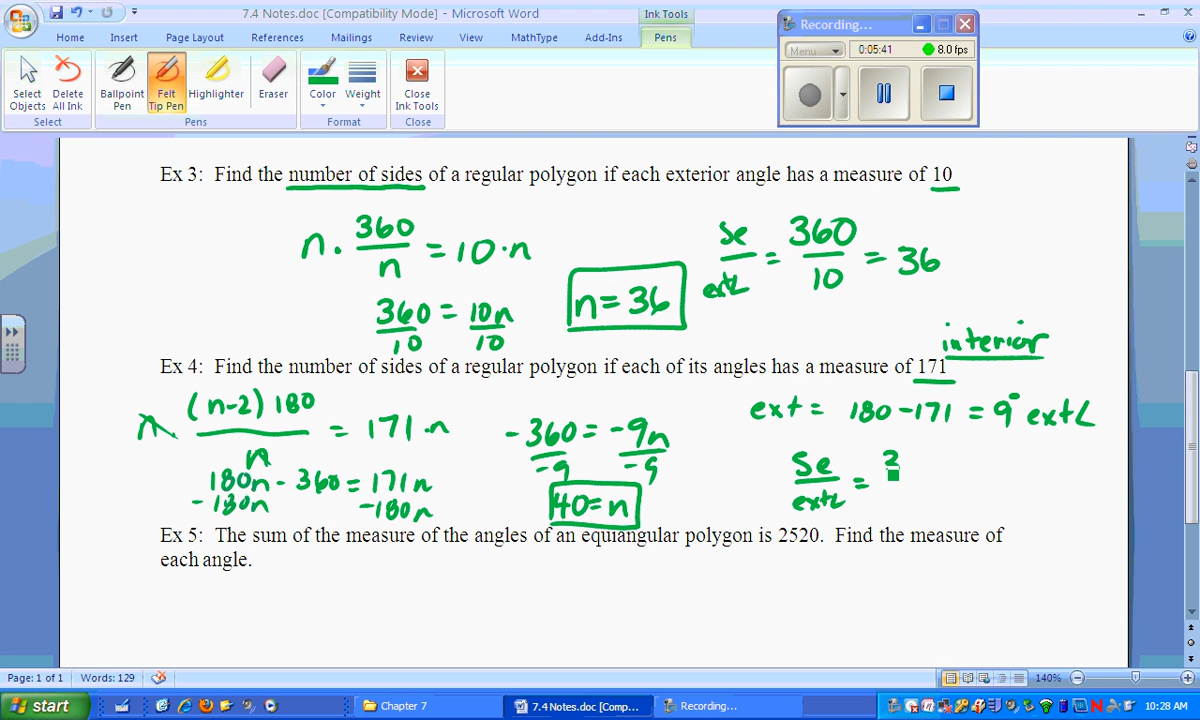 7.4 Notes.doc [Compatibility Mode] - Microsoft Word
Ink Tools
Recording...
Home Insert Page Layout References Mailings Review View MathType Add-Ins Pens
Menu 0:05:41 8.0 fps
Select Objects Delete All Ink Ballpoint Pen Felt Tip Pen Highlighter Eraser Color Weight Close Ink Tools
Select Pens Format Close
Ex 3: Find the number of sides of a regular polygon if each exterior angle has a measure of 10
n · 360/n = 10 · n
Se/ext∠ = 360/10 = 36
360/10 = 10n/10
n = 36
interior
Ex 4: Find the number of sides of a regular polygon if each of its angles has a measure of 171
n (n-2) 180/n = 171 · n
-360/-9 = -9n/-9
ext = 180 - 171 = 9° ext∠
180n - 360 = 171n
-180n -180n
40 = n
Se/ext∠ =
Ex 5: The sum of the measure of the angles of an equiangular polygon is 2520. Find the measure of
each angle.
Page: 1 of 1 Words: 129 140%
start Chapter 7 7.4 Notes.doc [Comp... Recording... 10:28 AM